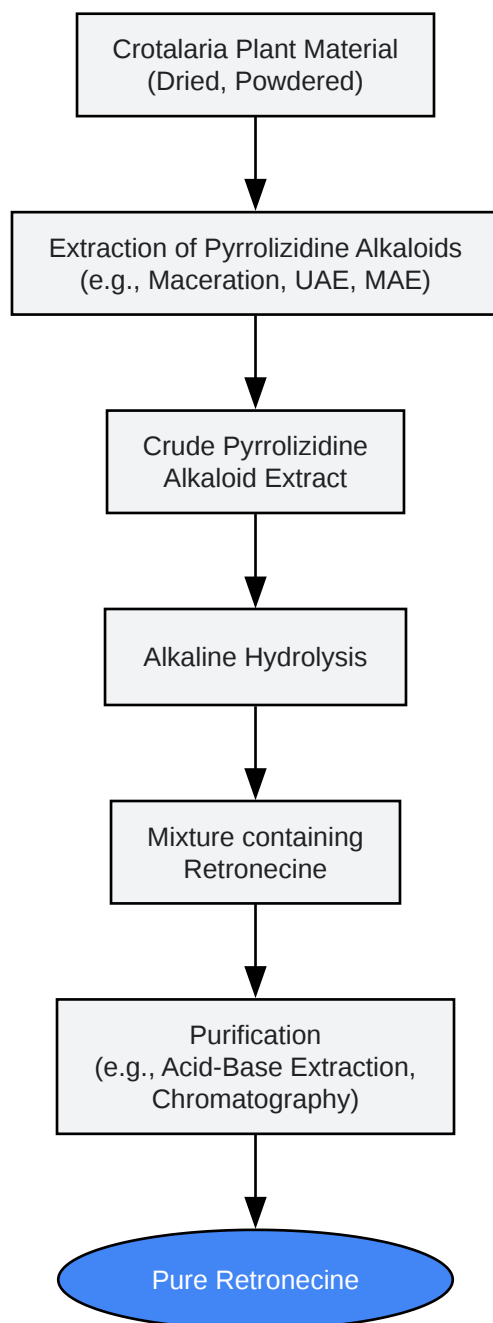 Crotalaria Plant Material
(Dried, Powdered)
Extraction of Pyrrolizidine Alkaloids
(e.g., Maceration, UAE, MAE)
Crude Pyrrolizidine
Alkaloid Extract
Alkaline Hydrolysis
Mixture containing
Retronecine
Purification
(e.g., Acid-Base Extraction,
Chromatography)
Pure Retronecine